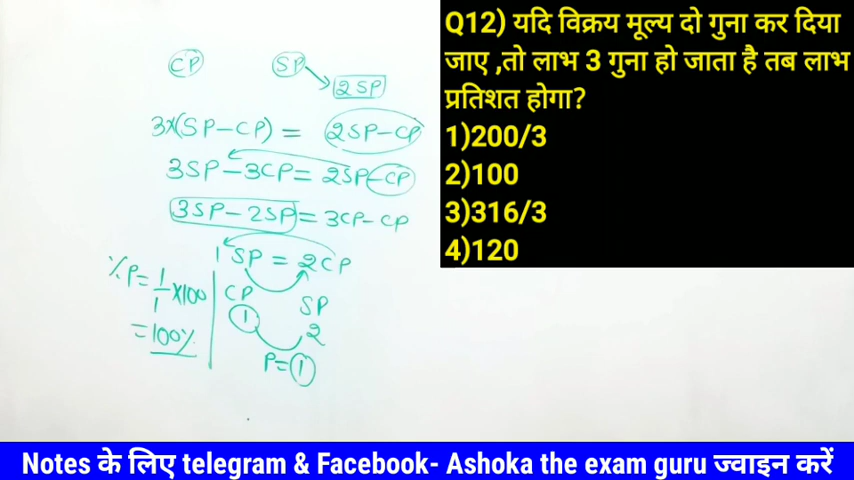 CP SP
2SP
3×(SP-CP) = 2SP-CP
3SP-3CP = 2SP-CP
3SP-2SP = 3CP-CP
1 SP = 2CP
%P = 1/1 ×100
= 100%
CP SP
1 2
P = 1
Q12) यदि विक्रय मूल्य दो गुना कर दिया
जाए ,तो लाभ 3 गुना हो जाता है तब लाभ
प्रतिशत होगा?
1)200/3
2)100
3)316/3
4)120
Notes के लिए telegram & Facebook- Ashoka the exam guru ज्वाइन करें